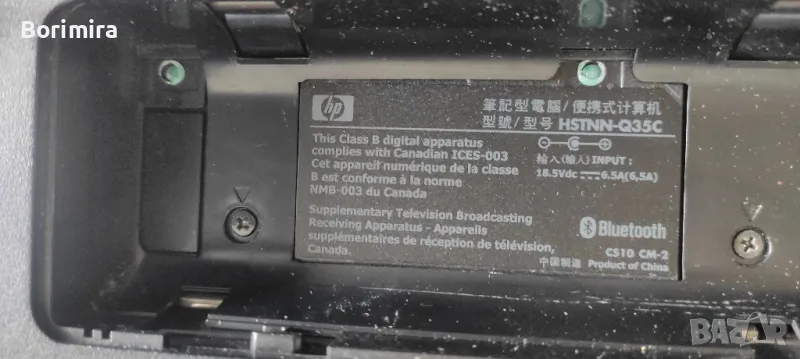 Borimira
hp
筆記型電腦/便携式计算机
型號/型号 HSTNN-Q35C
This Class B digital apparatus
complies with Canadian ICES-003
Cet appareil numérique de la classe
B est conforme à la norme
NMB-003 du Canada
輸入(输入)INPUT:
18.5Vdc 6.5A(6,5A)
Supplementary Television Broadcasting
Receiving Apparatus - Appareils
supplémentaires de réception de télévision,
Canada.
Bluetooth
CS10 CM-2
中国制造 Product of China
BAZAR